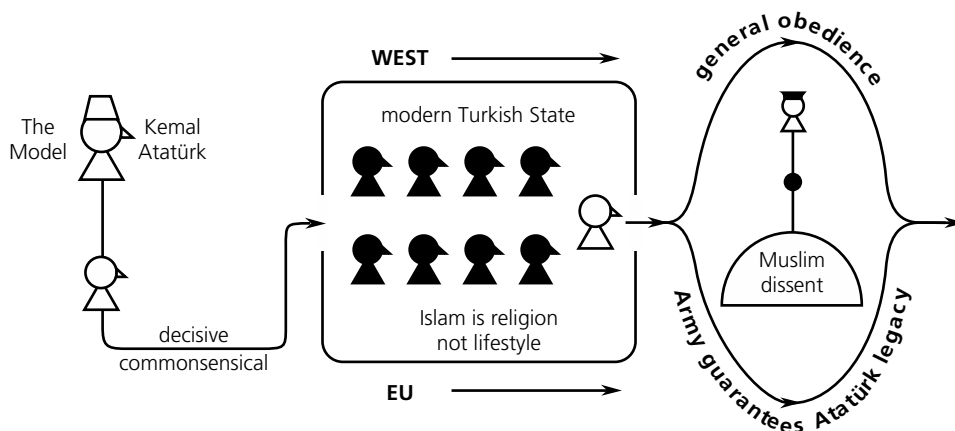 The
Model
Kemal
Atatürk
decisive
commonsensical
WEST
modern Turkish State
Islam is religion
not lifestyle
EU
general obedience
Muslim
dissent
Army guarantees Atatürk legacy